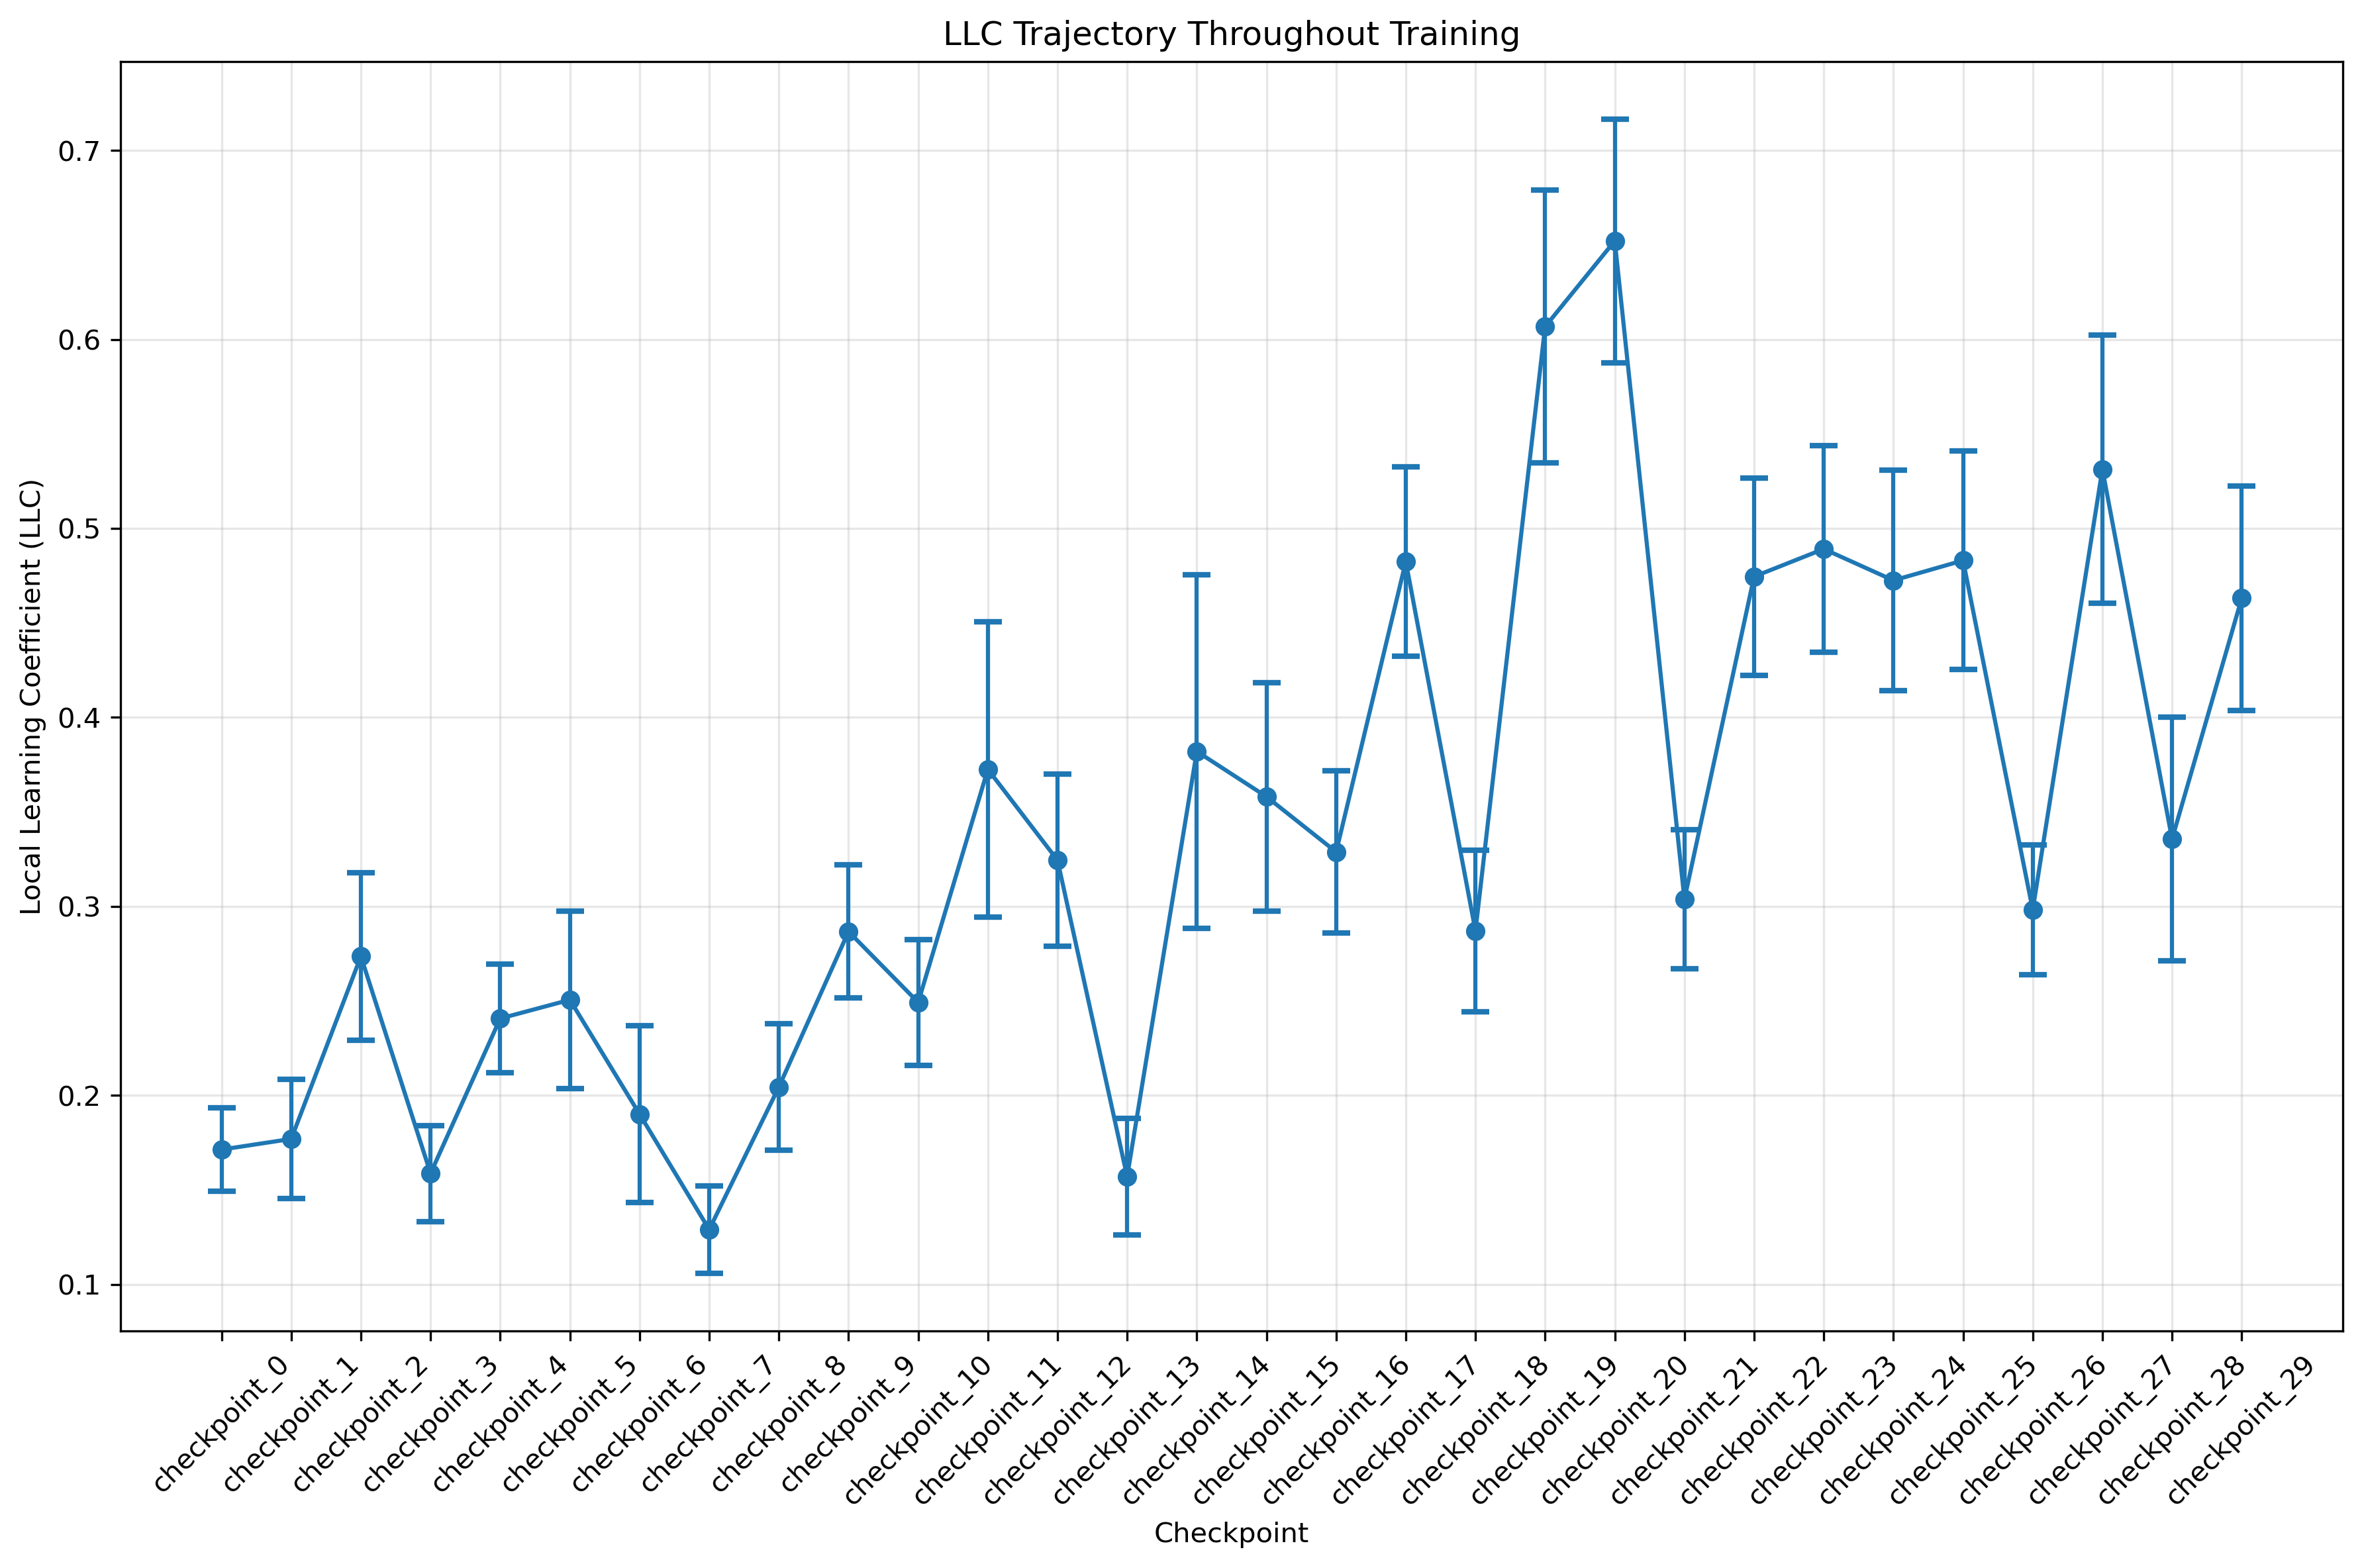 LLC Trajectory Throughout Training
Local Learning Coefficient (LLC)
0.7
0.6
0.5
0.4
0.3
0.2
0.1
checkpoint_0
checkpoint_1
checkpoint_2
checkpoint_3
checkpoint_4
checkpoint_5
checkpoint_6
checkpoint_7
checkpoint_8
checkpoint_9
checkpoint_10
checkpoint_11
checkpoint_12
checkpoint_13
checkpoint_14
checkpoint_15
checkpoint_16
checkpoint_17
checkpoint_18
checkpoint_19
checkpoint_20
checkpoint_21
checkpoint_22
checkpoint_23
checkpoint_24
checkpoint_25
checkpoint_26
checkpoint_27
checkpoint_28
checkpoint_29
Checkpoint